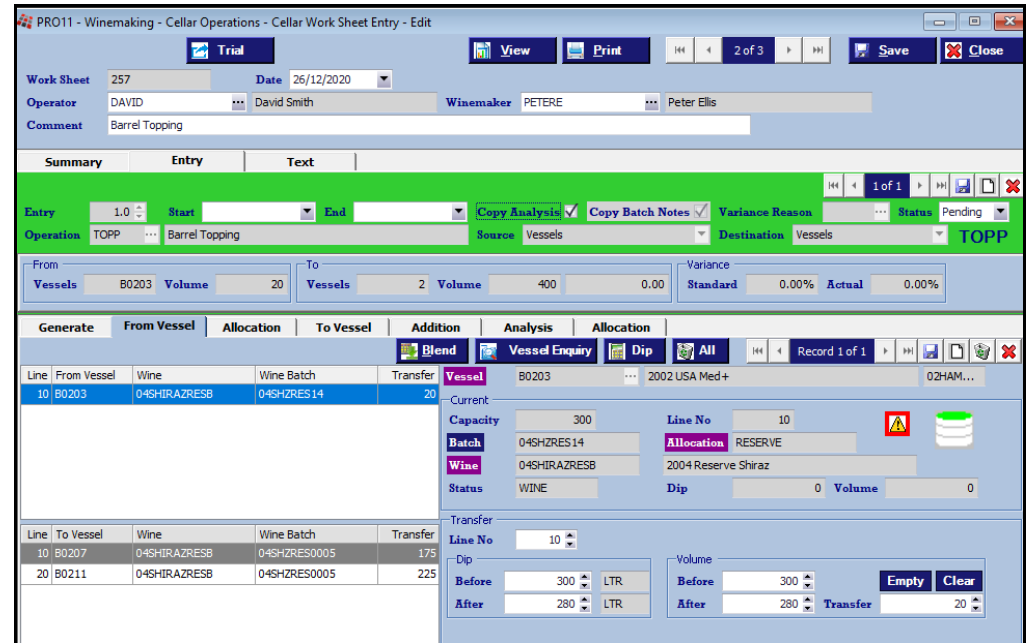 PRO11 - Winemaking - Cellar Operations - Cellar Work Sheet Entry - Edit
Trial View Print 2 of 3 Save Close
Work Sheet 257 Date 26/12/2020
Operator DAVID ... David Smith Winemaker PETERE ... Peter Ellis
Comment Barrel Topping
Summary Entry Text
1 of 1
Entry 1.0 Start End Copy Analysis Copy Batch Notes Variance Reason ... Status Pending
Operation TOPP ... Barrel Topping Source Vessels Destination Vessels TOPP
From To Variance
Vessels B0203 Volume 20 Vessels 2 Volume 400 0.00 Standard 0.00% Actual 0.00%
Generate From Vessel Allocation To Vessel Addition Analysis Allocation
Blend Vessel Enquiry Dip All Record 1 of 1
Line From Vessel Wine Wine Batch Transfer
10 B0203 04SHIRAZRESB 04SHZRES14 20
Vessel B0203 ... 2002 USA Med+ 02HAM...
Current
Capacity 300 Line No 10
Batch 04SHZRES14 Allocation RESERVE
Wine 04SHIRAZRESB 2004 Reserve Shiraz
Status WINE Dip 0 Volume 0
Line To Vessel Wine Wine Batch Transfer
10 B0207 04SHIRAZRESB 04SHZRES0005 175
20 B0211 04SHIRAZRESB 04SHZRES0005 225
Transfer
Line No 10
Dip Volume
Before 300 LTR Before 300 Empty Clear
After 280 LTR After 280 Transfer 20